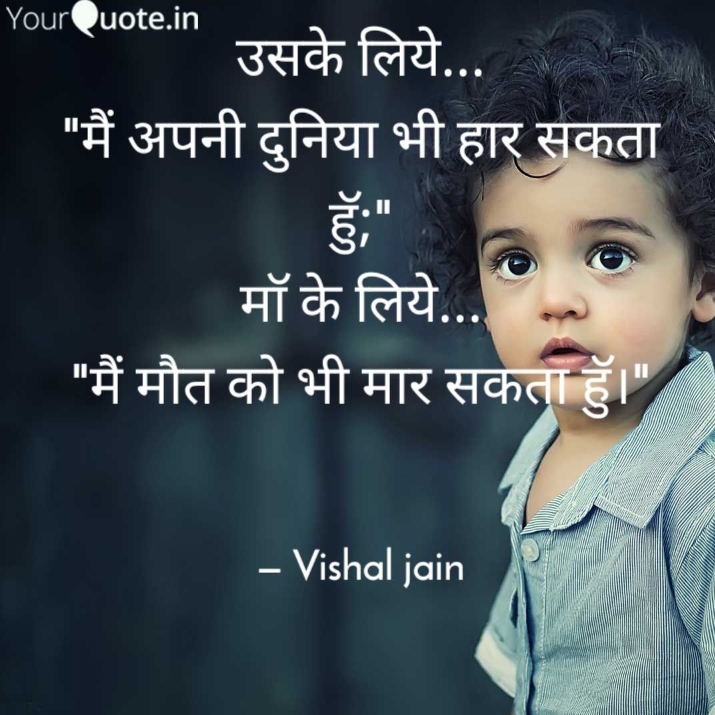 YourQuote.in
उसके लिये...
"मैं अपनी दुनिया भी हार सकता
हुॅ;"
माॅ के लिये...
"मैं मौत को भी मार सकता हुॅ।"
– Vishal jain